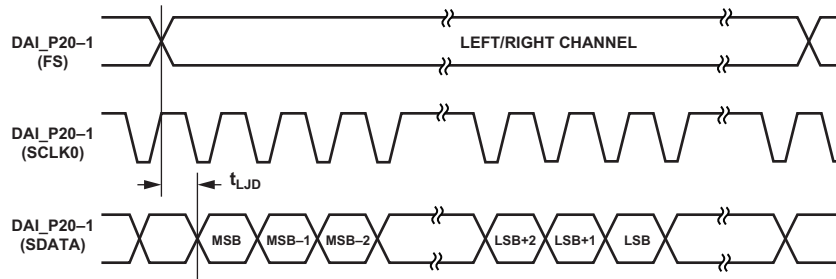 DAI_P20–1
(FS)
LEFT/RIGHT CHANNEL
DAI_P20–1
(SCLK0)
tLJD
DAI_P20–1
(SDATA)
MSB
MSB–1
MSB–2
LSB+2
LSB+1
LSB